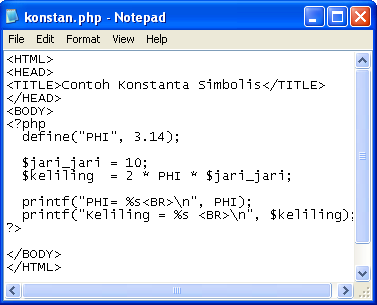 konstan.php - Notepad
File Edit Format View Help
<HTML>
<HEAD>
<TITLE>Contoh Konstanta Simbolis</TITLE>
</HEAD>
<BODY>
<?php
  define("PHI", 3.14);

  $jari_jari = 10;
  $keliling  = 2 * PHI * $jari_jari;

  printf("PHI= %s<BR>\n", PHI);
  printf("Keliling = %s <BR>\n", $keliling);
?>

</BODY>
</HTML>